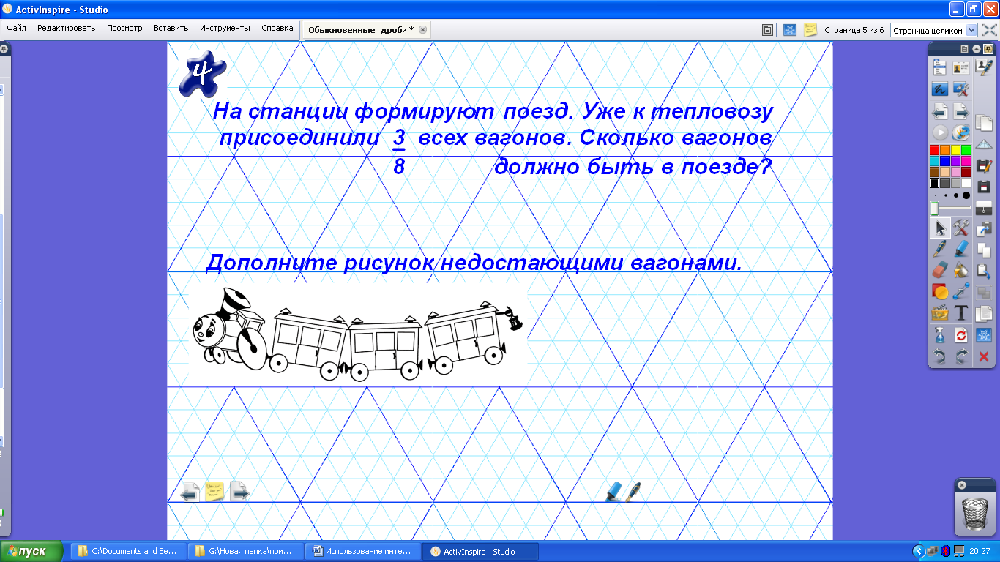 ActivInspire - Studio
Файл Редактировать Просмотр Вставить Инструменты Справка
Обыкновенные_дроби *
Страница 5 из 6
Страница целиком
4
На станции формируют поезд. Уже к тепловозу
присоединили 3 всех вагонов. Сколько вагонов
8 должно быть в поезде?
Дополните рисунок недостающими вагонами.
пуск
C:\Documents and Se...
G:\Новая папка\при...
Использование инте...
ActivInspire - Studio
20:27